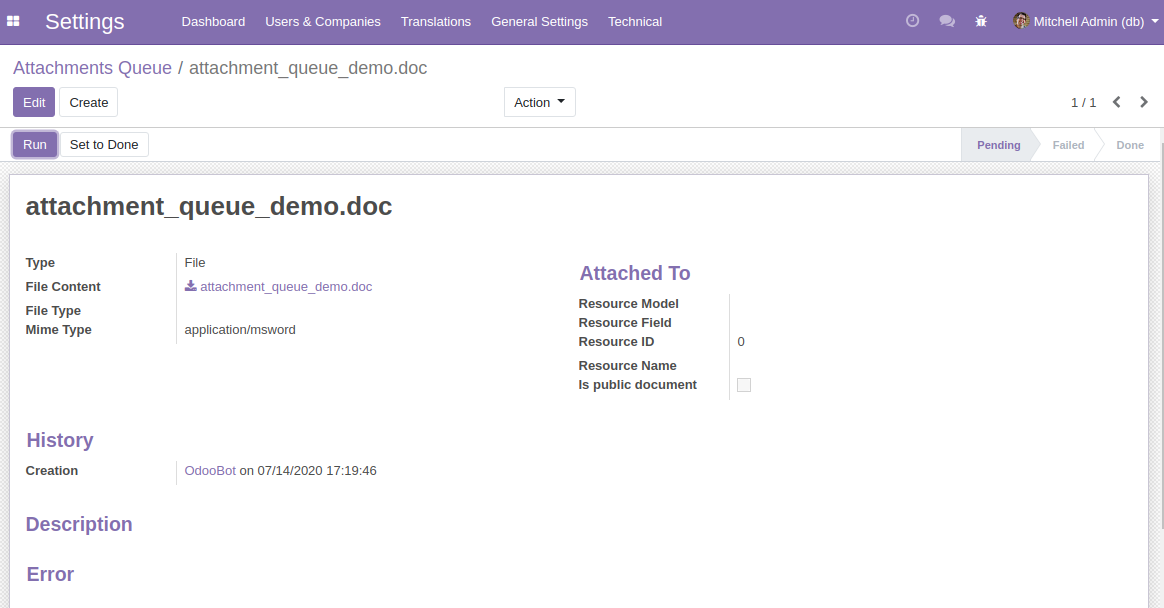 Settings Dashboard Users & Companies Translations General Settings Technical Mitchell Admin (db)
Attachments Queue / attachment_queue_demo.doc
Edit Create Action 1 / 1
Run Set to Done Pending Failed Done
attachment_queue_demo.doc
Type File
File Content attachment_queue_demo.doc
File Type
Mime Type application/msword
Attached To
Resource Model
Resource Field
Resource ID 0
Resource Name
Is public document
History
Creation OdooBot on 07/14/2020 17:19:46
Description
Error